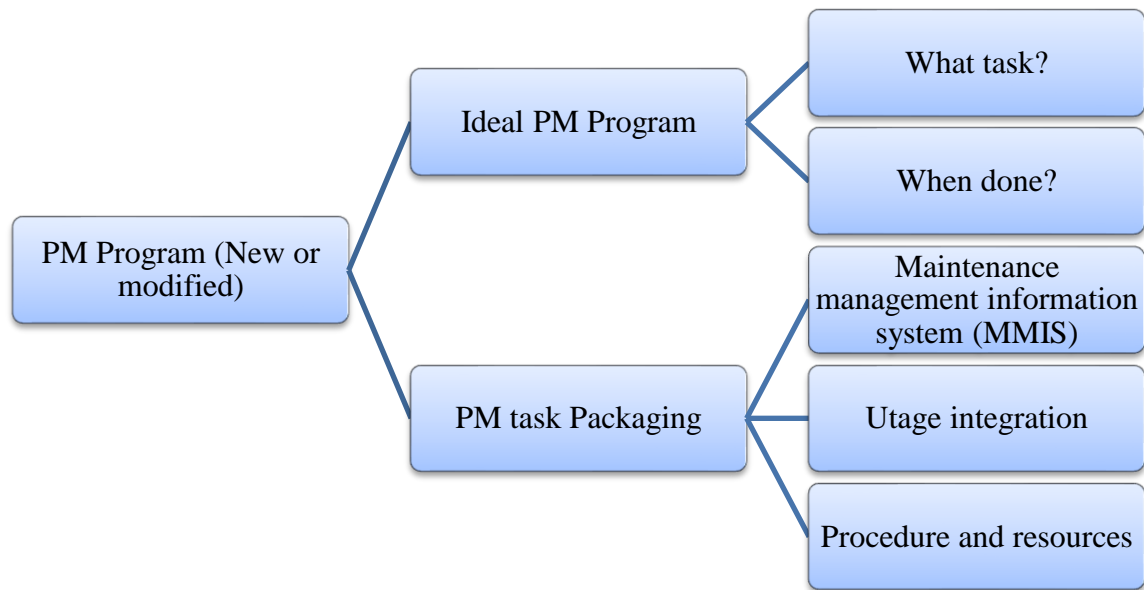 What task?
Ideal PM Program
When done?
PM Program (New or
modified)
Maintenance
management information
system (MMIS)
PM task Packaging
Utage integration
Procedure and resources